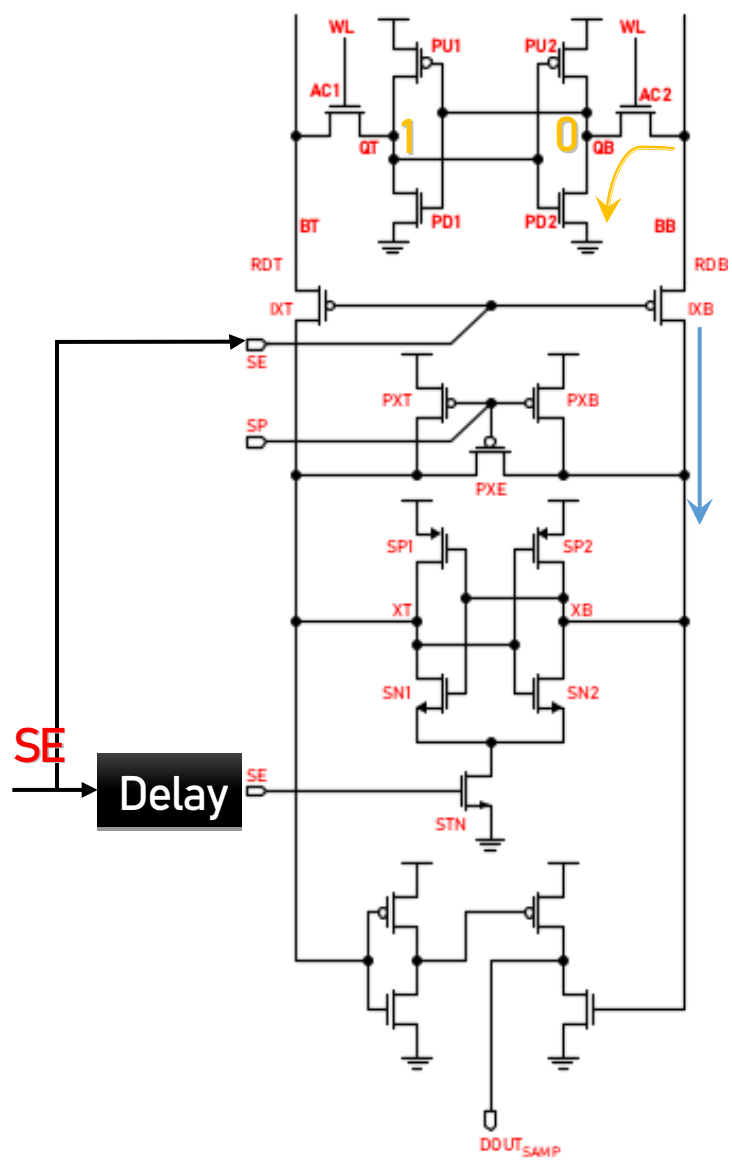 WL
WL
PU1
PU2
AC1
AC2
1
0
QT
QB
PD1
PD2
BT
BB
RDT
RDB
IXT
IXB
SE
PXT
PXB
SP
PXE
SP1
SP2
XT
XB
SN1
SN2
SE
SE
Delay
STN
DOUTSAMP